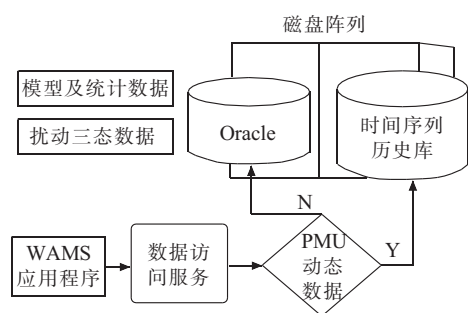 磁盘阵列
模型及统计数据
扰动三态数据
Oracle
时间序列
历史库
N
Y
WAMS
应用程序
数据访
问服务
PMU
动态
数据